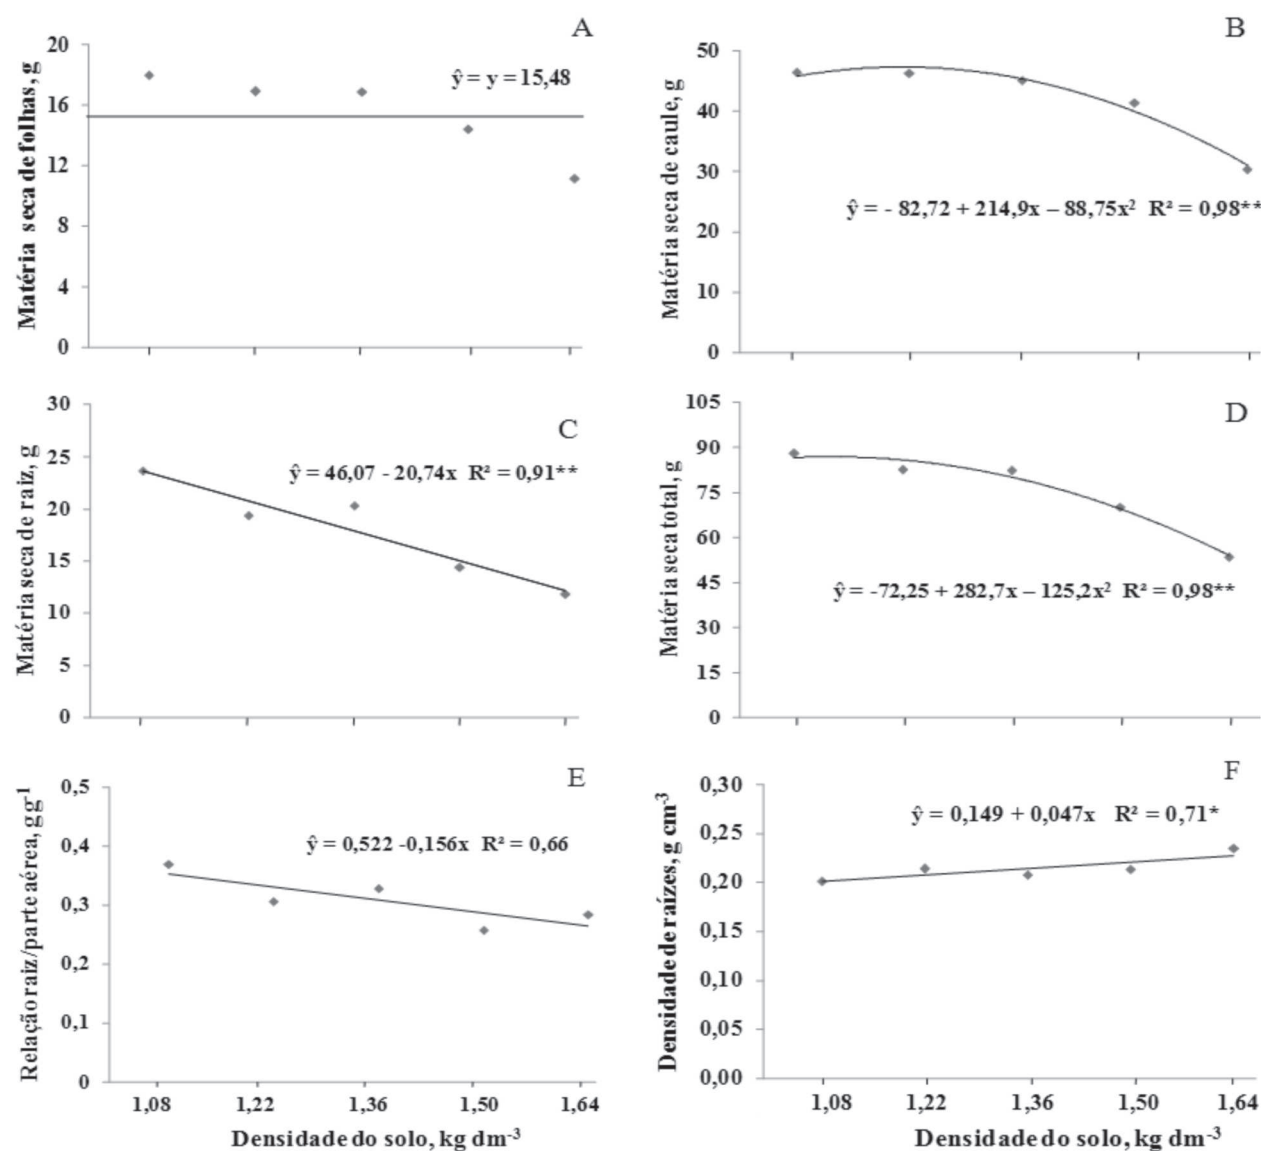 A
Matéria seca de folhas, g
20
16
12
8
4
0
ŷ = y = 15,48
B
Matéria seca de caule, g
50
40
30
20
10
0
ŷ = - 82,72 + 214,9x – 88,75x² R² = 0,98**
C
Matéria seca de raiz, g
30
25
20
15
10
5
0
ŷ = 46,07 - 20,74x R² = 0,91**
D
Matéria seca total, g
105
90
75
60
45
30
15
0
ŷ = -72,25 + 282,7x – 125,2x² R² = 0,98**
E
Relação raiz/parte aérea, gg⁻¹
0,5
0,4
0,3
0,2
0,1
0
ŷ = 0,522 -0,156x R² = 0,66
1,08 1,22 1,36 1,50 1,64
Densidade do solo, kg dm⁻³
F
Densidade de raízes, g cm⁻³
0,30
0,25
0,20
0,15
0,10
0,05
0,00
ŷ = 0,149 + 0,047x R² = 0,71*
1,08 1,22 1,36 1,50 1,64
Densidade do solo, kg dm⁻³